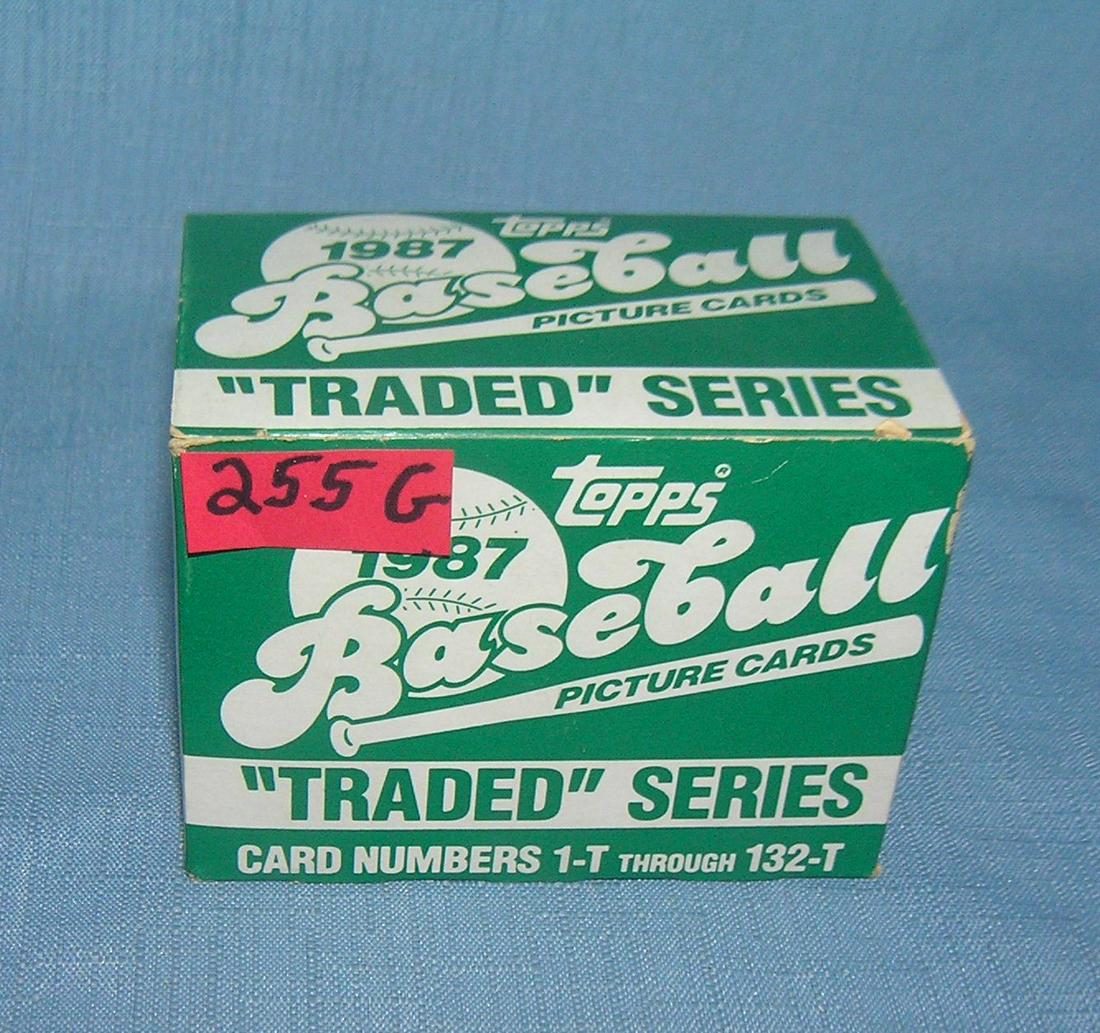 topps
1987
Baseball
PICTURE CARDS
"TRADED" SERIES
255 G
topps®
1987
Baseball
PICTURE CARDS
"TRADED" SERIES
CARD NUMBERS 1-T THROUGH 132-T